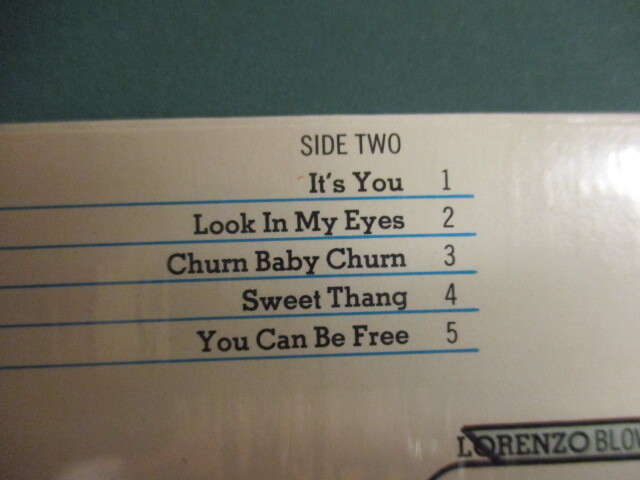 SIDE TWO
It's You 1
Look In My Eyes 2
Churn Baby Churn 3
Sweet Thang 4
You Can Be Free 5
LORENZO